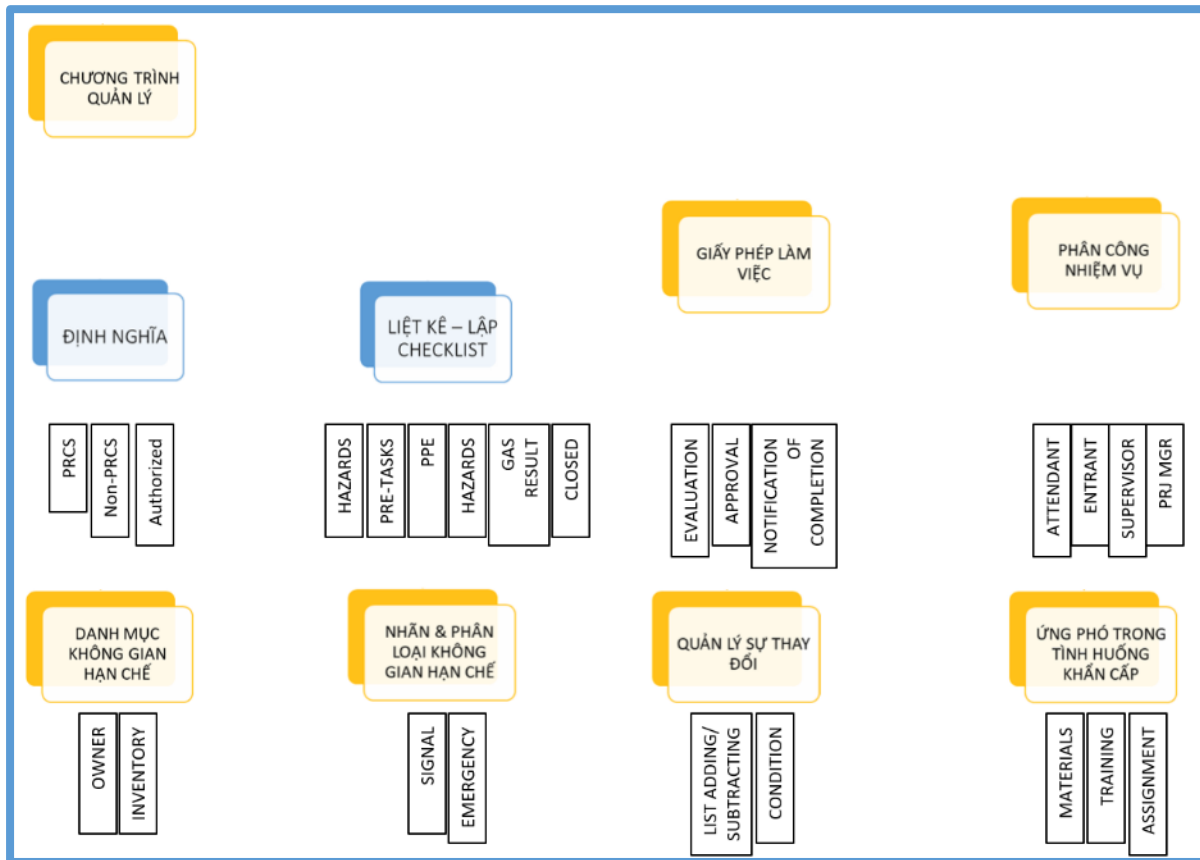 CHƯƠNG TRÌNH
QUẢN LÝ
GIẤY PHÉP LÀM
VIỆC
PHÂN CÔNG
NHIỆM VỤ
ĐỊNH NGHĨA
LIỆT KÊ – LẬP
CHECKLIST
PRCS
Non-PRCS
Authorized
HAZARDS
PRE-TASKS
PPE
HAZARDS
GAS
RESULT
CLOSED
EVALUATION
APPROVAL
NOTIFICATION
OF
COMPLETION
ATTENDANT
ENTRANT
SUPERVISOR
PRJ MGR
DANH MỤC
KHÔNG GIAN
HẠN CHẾ
NHÃN & PHÂN
LOẠI KHÔNG
GIAN HẠN CHẾ
QUẢN LÝ SỰ THAY
ĐỔI
ỨNG PHÓ TRONG
TÌNH HUỐNG
KHẨN CẤP
OWNER
INVENTORY
SIGNAL
EMERGENCY
LIST ADDING/
SUBTRACTING
CONDITION
MATERIALS
TRAINING
ASSIGNMENT